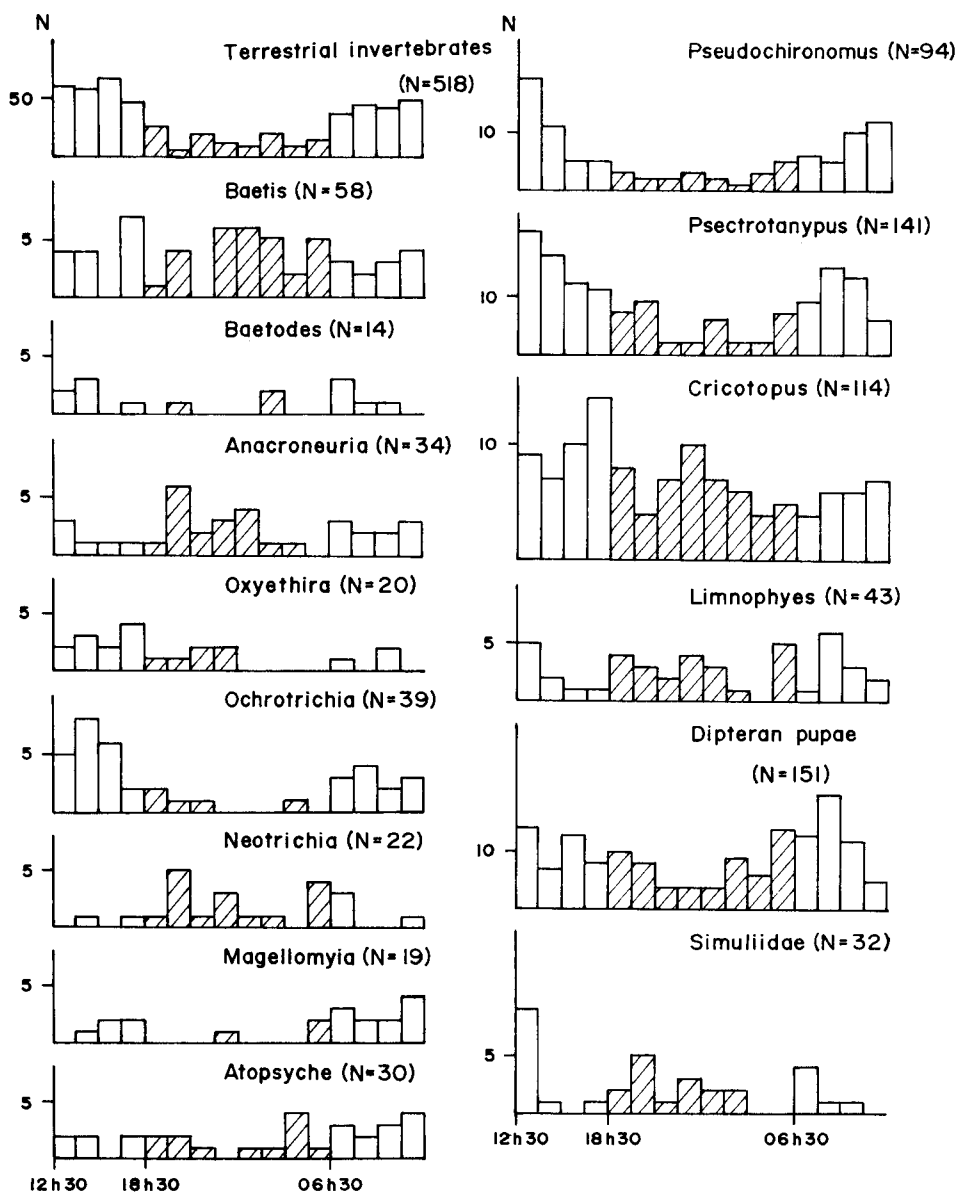 N
Terrestrial invertebrates
(N=518)
50
Baetis (N=58)
5
Baetodes (N=14)
5
Anacroneuria (N=34)
5
Oxyethira (N=20)
5
Ochrotrichia (N=39)
5
Neotrichia (N=22)
5
Magellomyia (N=19)
5
Atopsyche (N=30)
5
12h30 18h30 06h30
N
Pseudochironomus (N=94)
10
Psectrotanypus (N=141)
10
Cricotopus (N=114)
10
Limnophyes (N=43)
5
Dipteran pupae
(N=151)
10
Simuliidae (N=32)
5
12h30 18h30 06h30